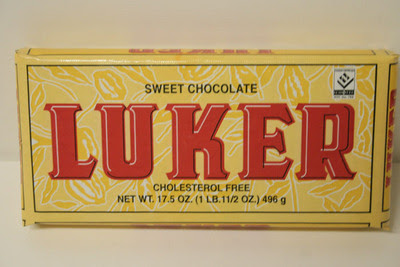 SWEET CHOCOLATE
LUKER
CHOLESTEROL FREE
NET WT. 17.5 OZ. (1 LB.11/2 OZ.) 496 g